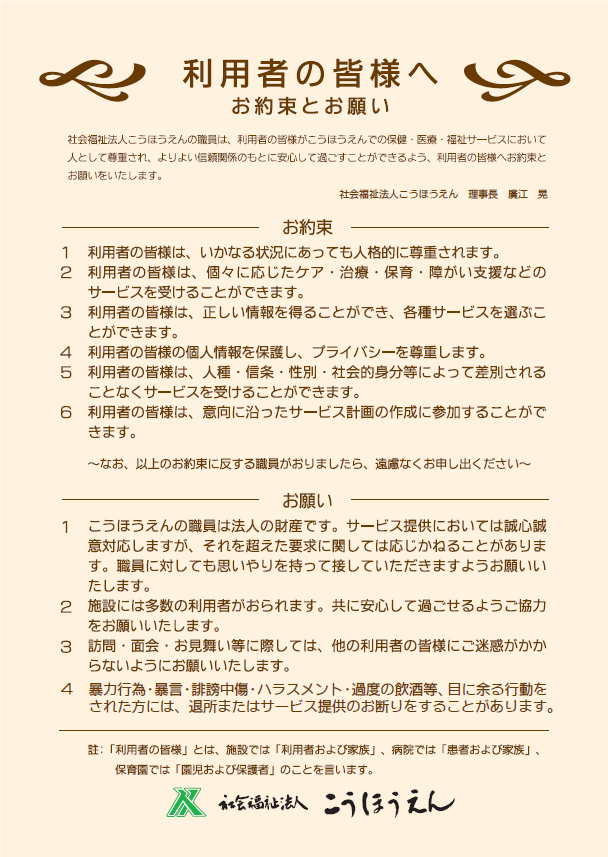 利用者の皆様へ
お約束とお願い
社会福祉法人こうほうえんの職員は、利用者の皆様がこうほうえんでの保健・医療・福祉サービスにおいて
人として尊重され、よりよい信頼関係のもとに安心して過ごすことができるよう、利用者の皆様へお約束と
お願いをいたします。
社会福祉法人こうほうえん　理事長　廣江　晃
お約束
1 利用者の皆様は、いかなる状況にあっても人格的に尊重されます。
2 利用者の皆様は、個々に応じたケア・治療・保育・障がい支援などの
サービスを受けることができます。
3 利用者の皆様は、正しい情報を得ることができ、各種サービスを選ぶこ
とができます。
4 利用者の皆様の個人情報を保護し、プライバシーを尊重します。
5 利用者の皆様は、人種・信条・性別・社会的身分等によって差別される
ことなくサービスを受けることができます。
6 利用者の皆様は、意向に沿ったサービス計画の作成に参加することがで
きます。
～なお、以上のお約束に反する職員がおりましたら、遠慮なくお申し出ください～
お願い
1 こうほうえんの職員は法人の財産です。サービス提供においては誠心誠
意対応しますが、それを超えた要求に関しては応じかねることがありま
す。職員に対しても思いやりを持って接していただきますようお願いい
たします。
2 施設には多数の利用者がおられます。共に安心して過ごせるようご協力
をお願いいたします。
3 訪問・面会・お見舞い等に際しては、他の利用者の皆様にご迷惑がかか
らないようにお願いいたします。
4 暴力行為・暴言・誹謗中傷・ハラスメント・過度の飲酒等、目に余る行動を
された方には、退所またはサービス提供のお断りをすることがあります。
註：「利用者の皆様」とは、施設では「利用者および家族」、病院では「患者および家族」、
保育園では「園児および保護者」のことを言います。
社会福祉法人 こうほうえん